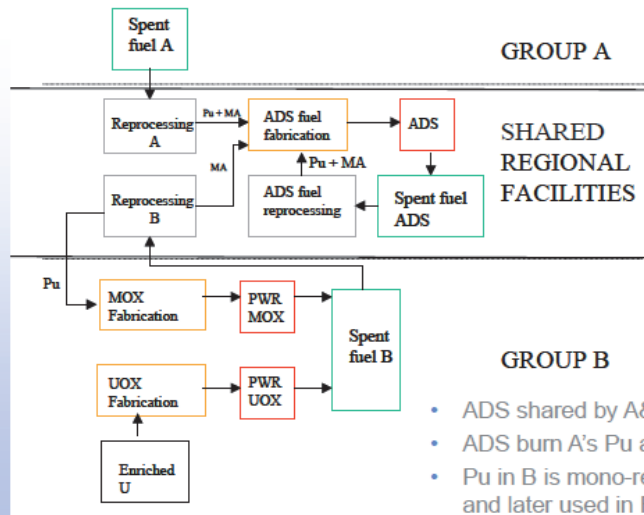 Spent
fuel A
GROUP A
Reprocessing
A
Pu + MA
ADS fuel
fabrication
ADS
SHARED
REGIONAL
FACILITIES
MA
Pu + MA
Reprocessing
B
ADS fuel
reprocessing
Spent fuel
ADS
Pu
MOX
Fabrication
PWR
MOX
Spent
fuel B
GROUP B
UOX
Fabrication
PWR
UOX
Enriched
U
• ADS shared by A&
• ADS burn A's Pu a
• Pu in B is mono-re
and later used in